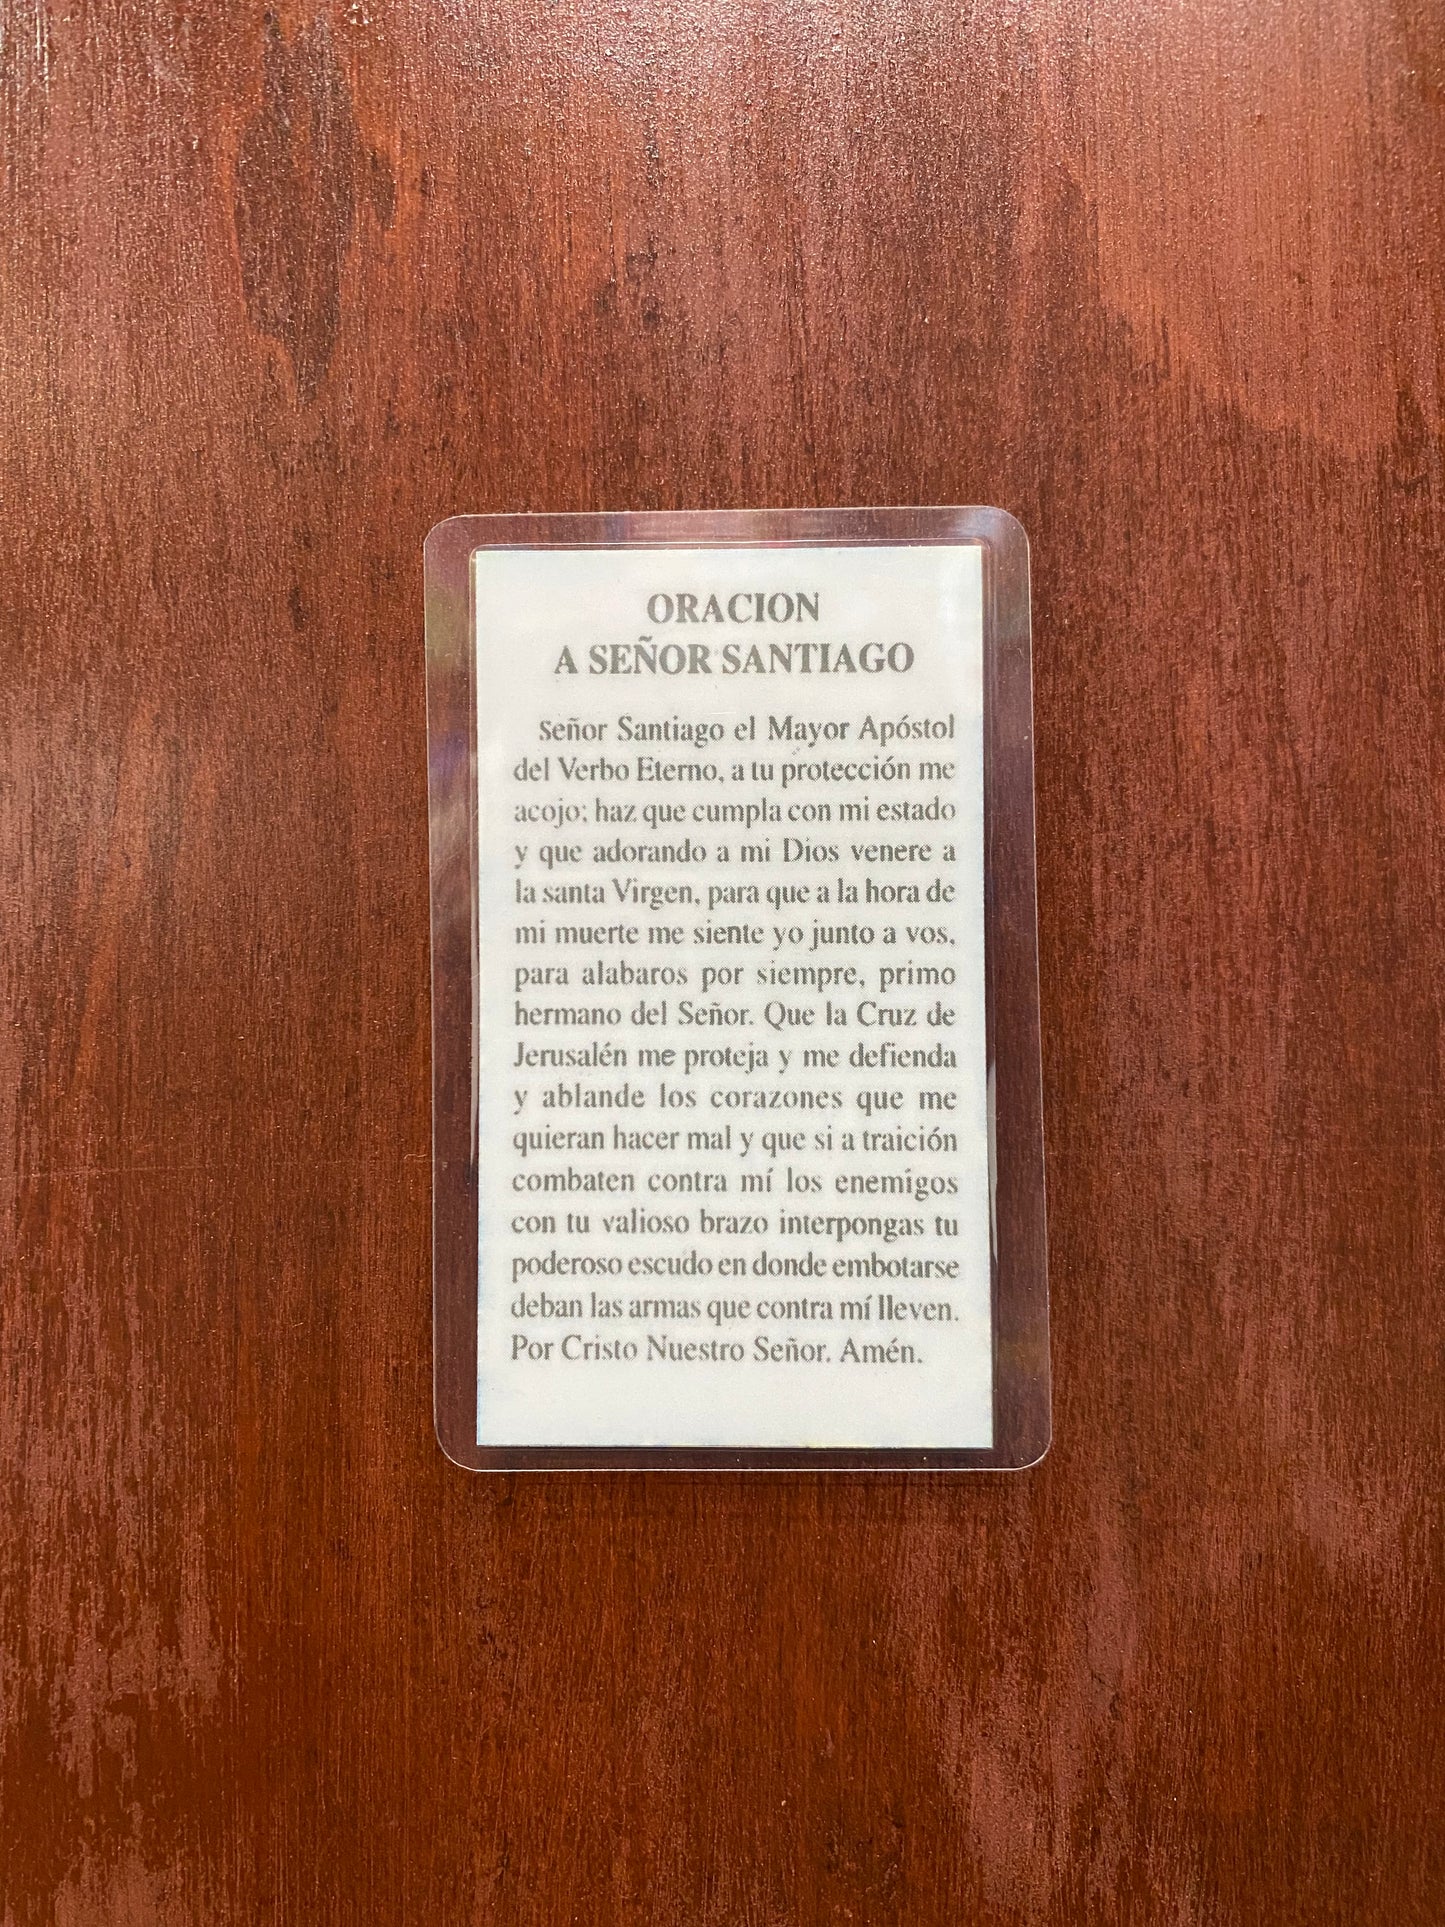 ORACION
A SEÑOR SANTIAGO
Señor Santiago el Mayor Apóstol
del Verbo Eterno, a tu protección me
acojo; haz que cumpla con mi estado
y que adorando a mi Dios venere a
la santa Virgen, para que a la hora de
mi muerte me siente yo junto a vos,
para alabaros por siempre, primo
hermano del Señor. Que la Cruz de
Jerusalén me proteja y me defienda
y ablande los corazones que me
quieran hacer mal y que si a traición
combaten contra mí los enemigos
con tu valioso brazo interpongas tu
poderoso escudo en donde embotarse
deban las armas que contra mí lleven.
Por Cristo Nuestro Señor. Amén.